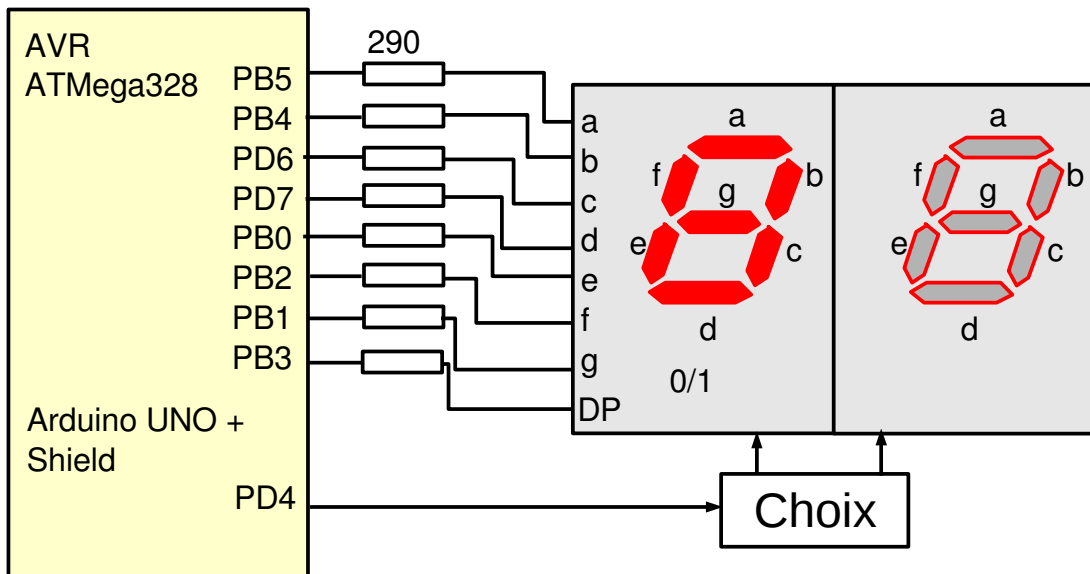 AVR
ATMega328
290
PB5
PB4
PD6
PD7
PB0
PB2
PB1
PB3
Arduino UNO +
Shield
PD4
a
b
c
d
e
f
g
DP
a
f
b
g
e
c
d
0/1
a
f
b
g
e
c
d
Choix